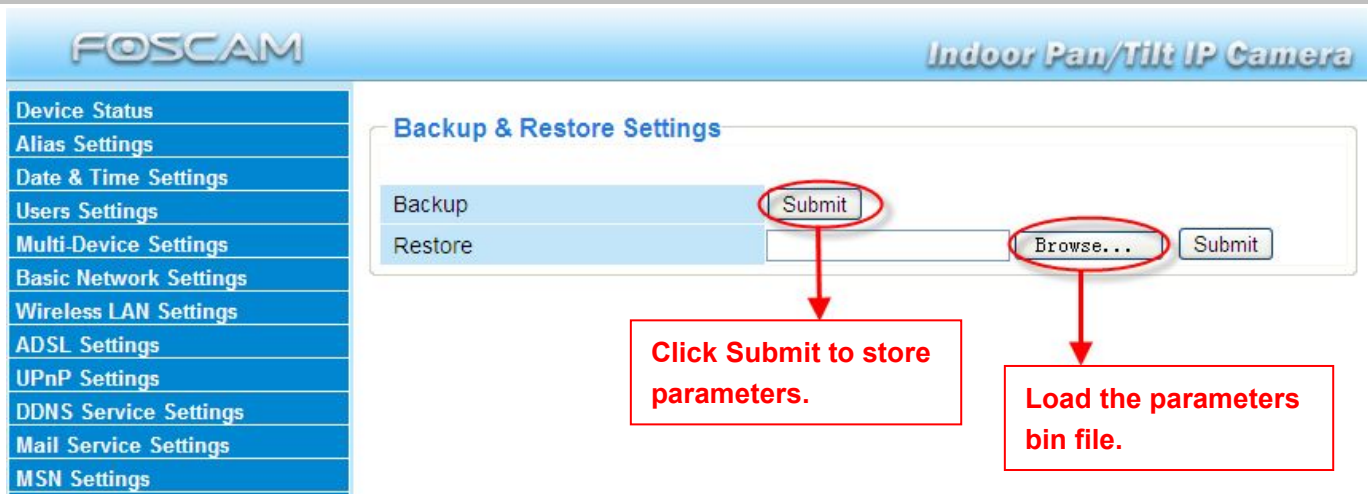 FOSCAM
Indoor Pan/Tilt IP Camera
Device Status
Alias Settings
Date & Time Settings
Users Settings
Multi-Device Settings
Basic Network Settings
Wireless LAN Settings
ADSL Settings
UPnP Settings
DDNS Service Settings
Mail Service Settings
MSN Settings
Backup & Restore Settings
Backup Submit
Restore Browse... Submit
Click Submit to store
parameters.
Load the parameters
bin file.